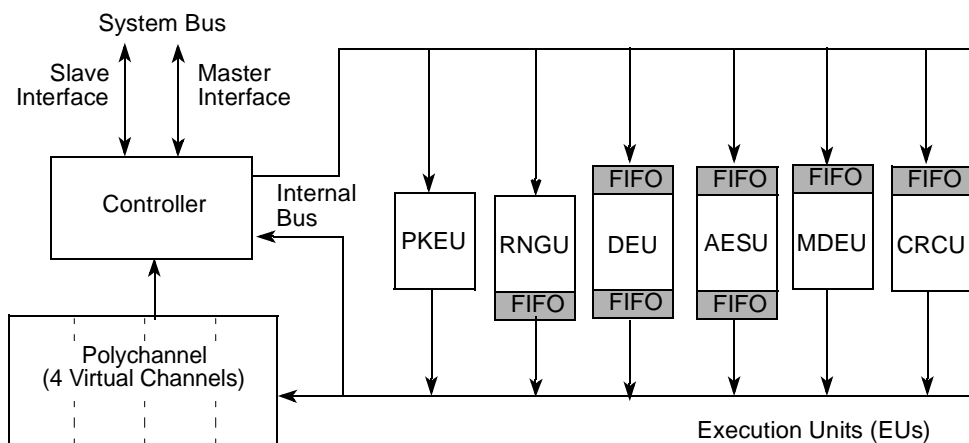 System Bus
Slave
Interface
Master
Interface
Controller
Internal
Bus
Polychannel
(4 Virtual Channels)
PKEU
RNGU
FIFO
FIFO
DEU
FIFO
FIFO
AESU
FIFO
FIFO
MDEU
FIFO
CRCU
Execution Units (EUs)